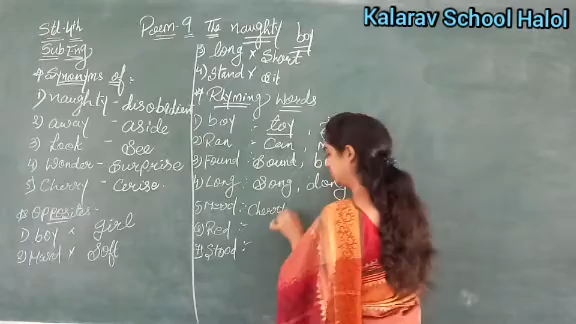 Kalarav School Halol
Std-4th
Poem-9 The naughty boy
Sub Eng
* Synonyms of :-
1) naughty - disobidient
2) away - aside
3) Look - See
4) Wonder - Surprise
5) Cherry - Cerise.
* Opposites :-
1) boy × girl
2) Hard × Soft
3) long × Short
4) Stand × Sit
* Rhyming words
1) boy :- toy,
2) Ran :- Can,
3) Found :- Sound,
4) Long :- Song, dong
5) :- Cherr
6) Red :-
7) Stood :-